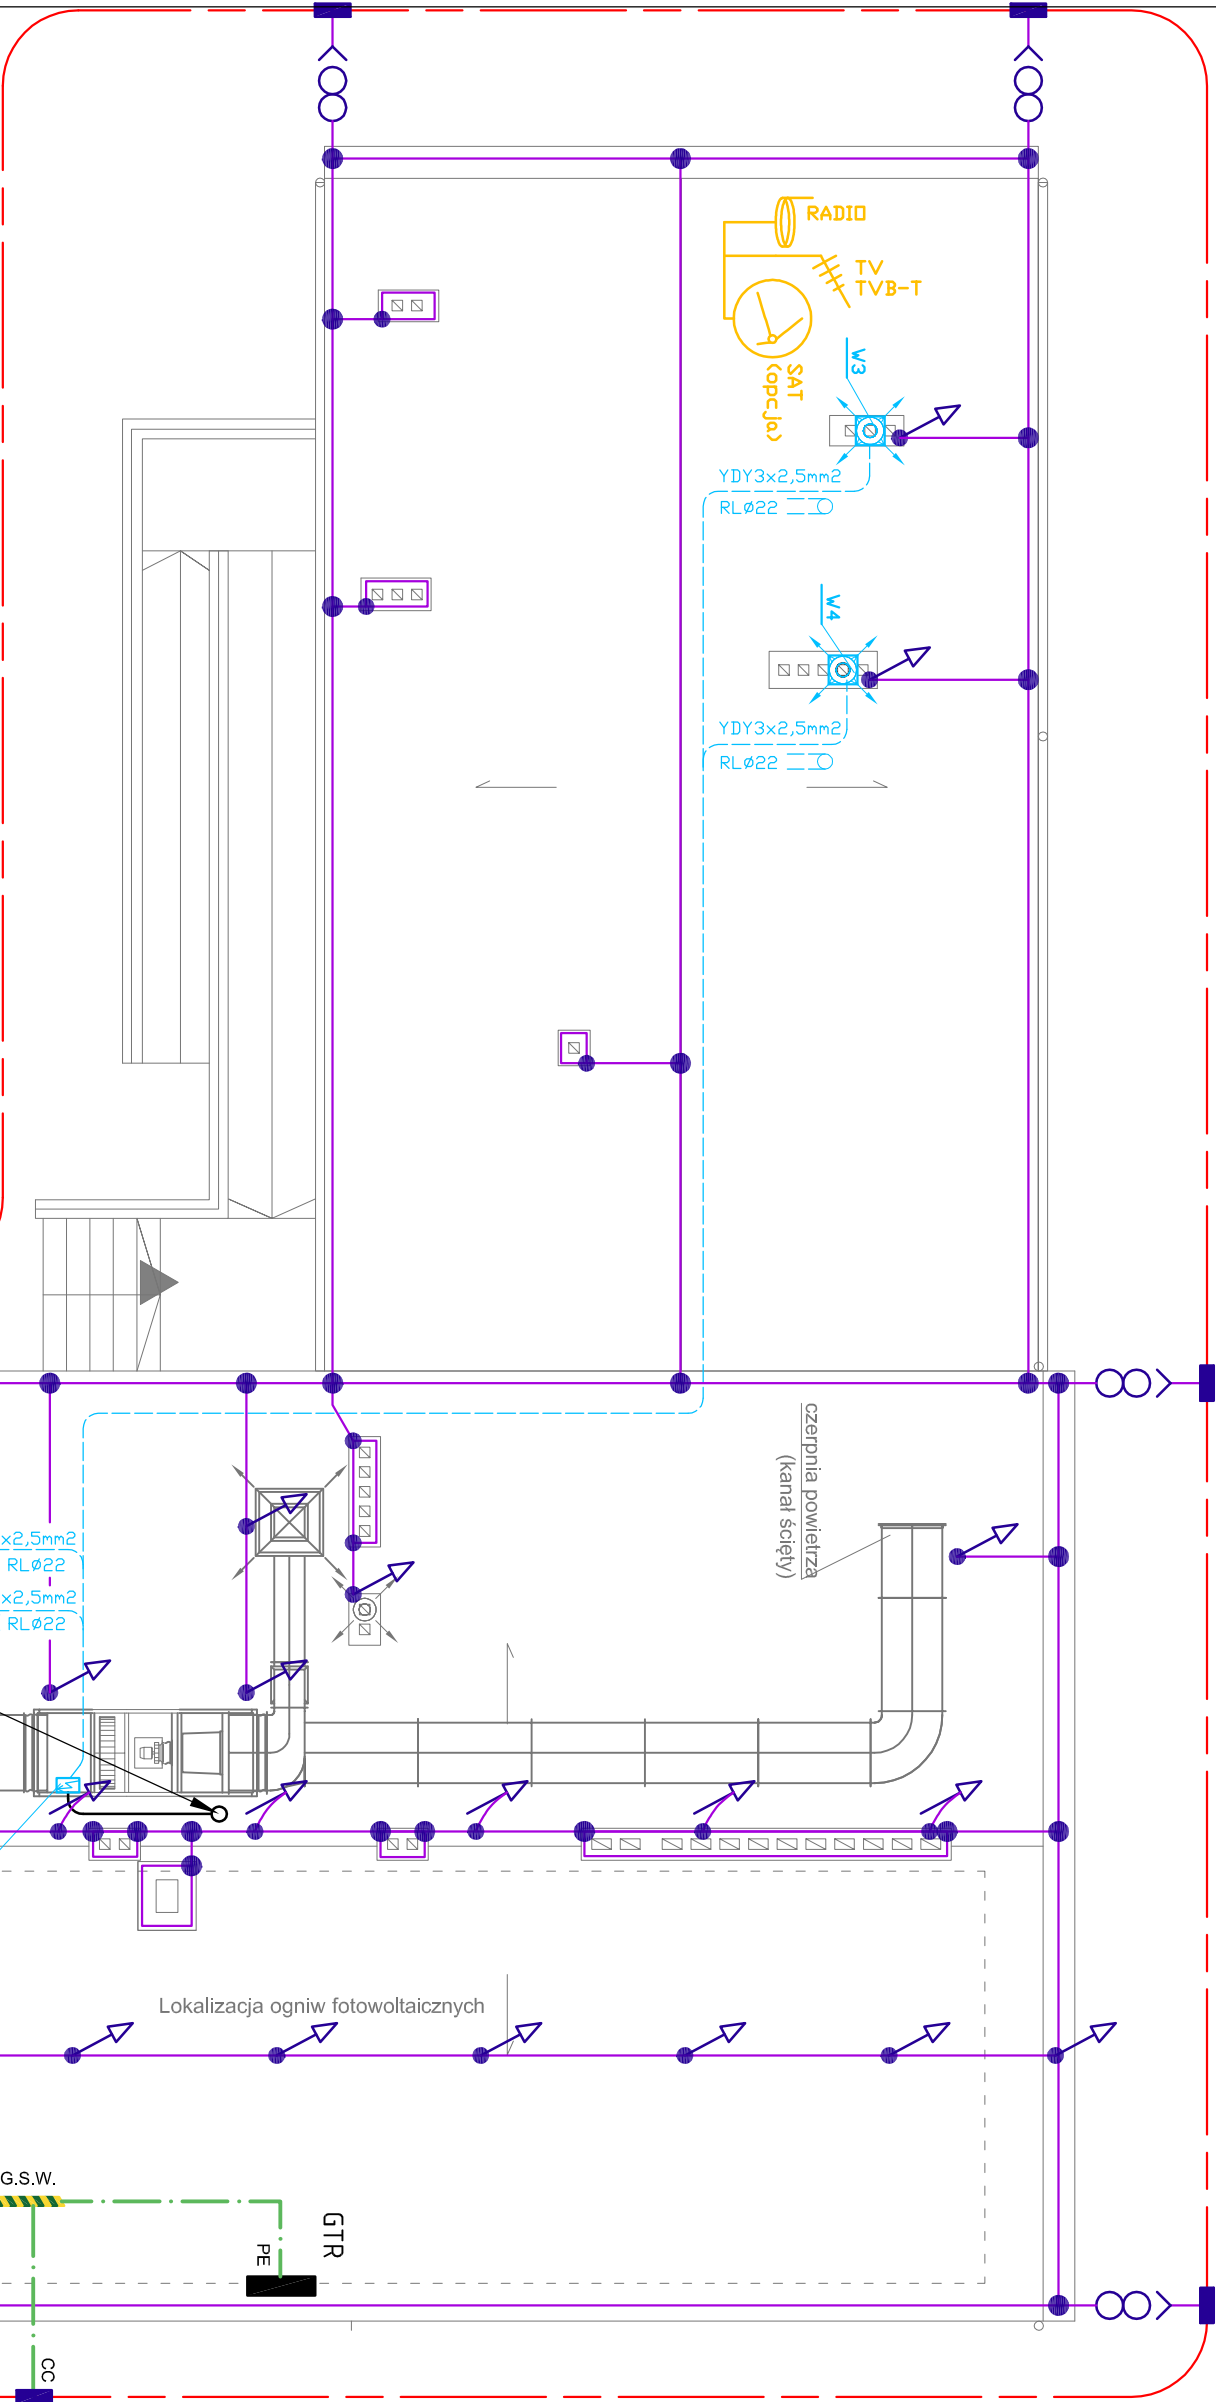 RADIO
TV
TVB-T
SAT
(opcja)
W3
YDY3x2,5mm2
RLø22
W4
YDY3x2,5mm2
RLø22
czerpnia powietrza
(kanał ścięty)
x2,5mm2
RLø22
x2,5mm2
RLø22
Lokalizacja ogniw fotowoltaicznych
G.S.W.
GTR
PE
CC